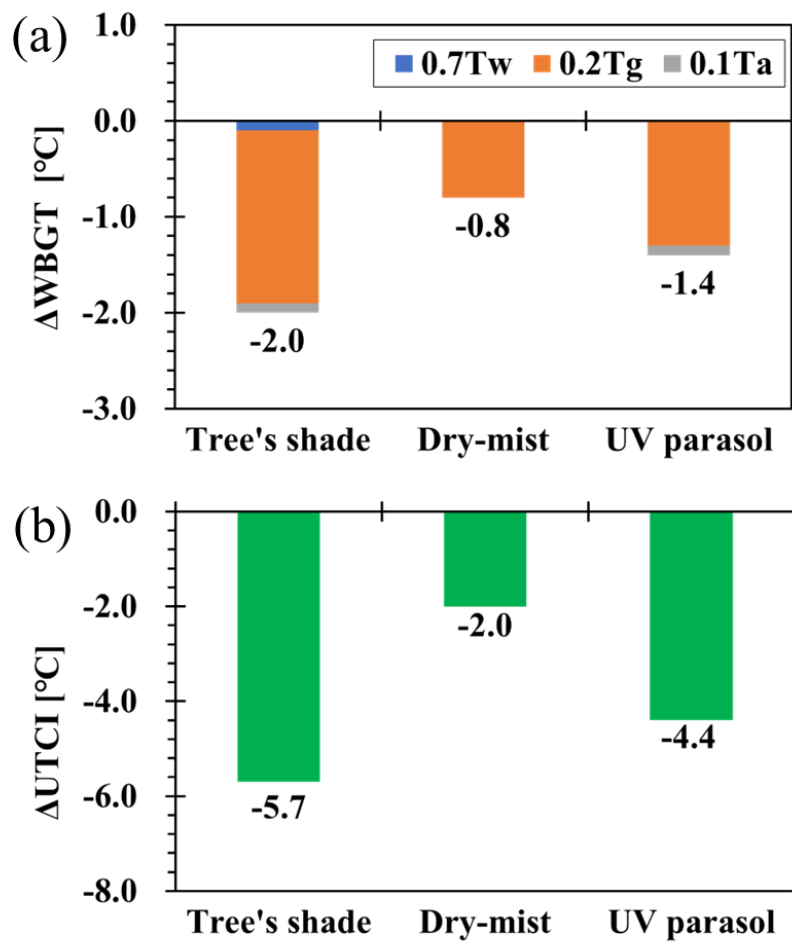 (a)
1.0
0.7Tw 0.2Tg 0.1Ta
0.0
-1.0
-2.0
-3.0
ΔWBGT [°C]
-2.0
-0.8
-1.4
Tree's shade Dry-mist UV parasol
(b)
0.0
-2.0
-4.0
-6.0
-8.0
ΔUTCI [°C]
-5.7
-2.0
-4.4
Tree's shade Dry-mist UV parasol